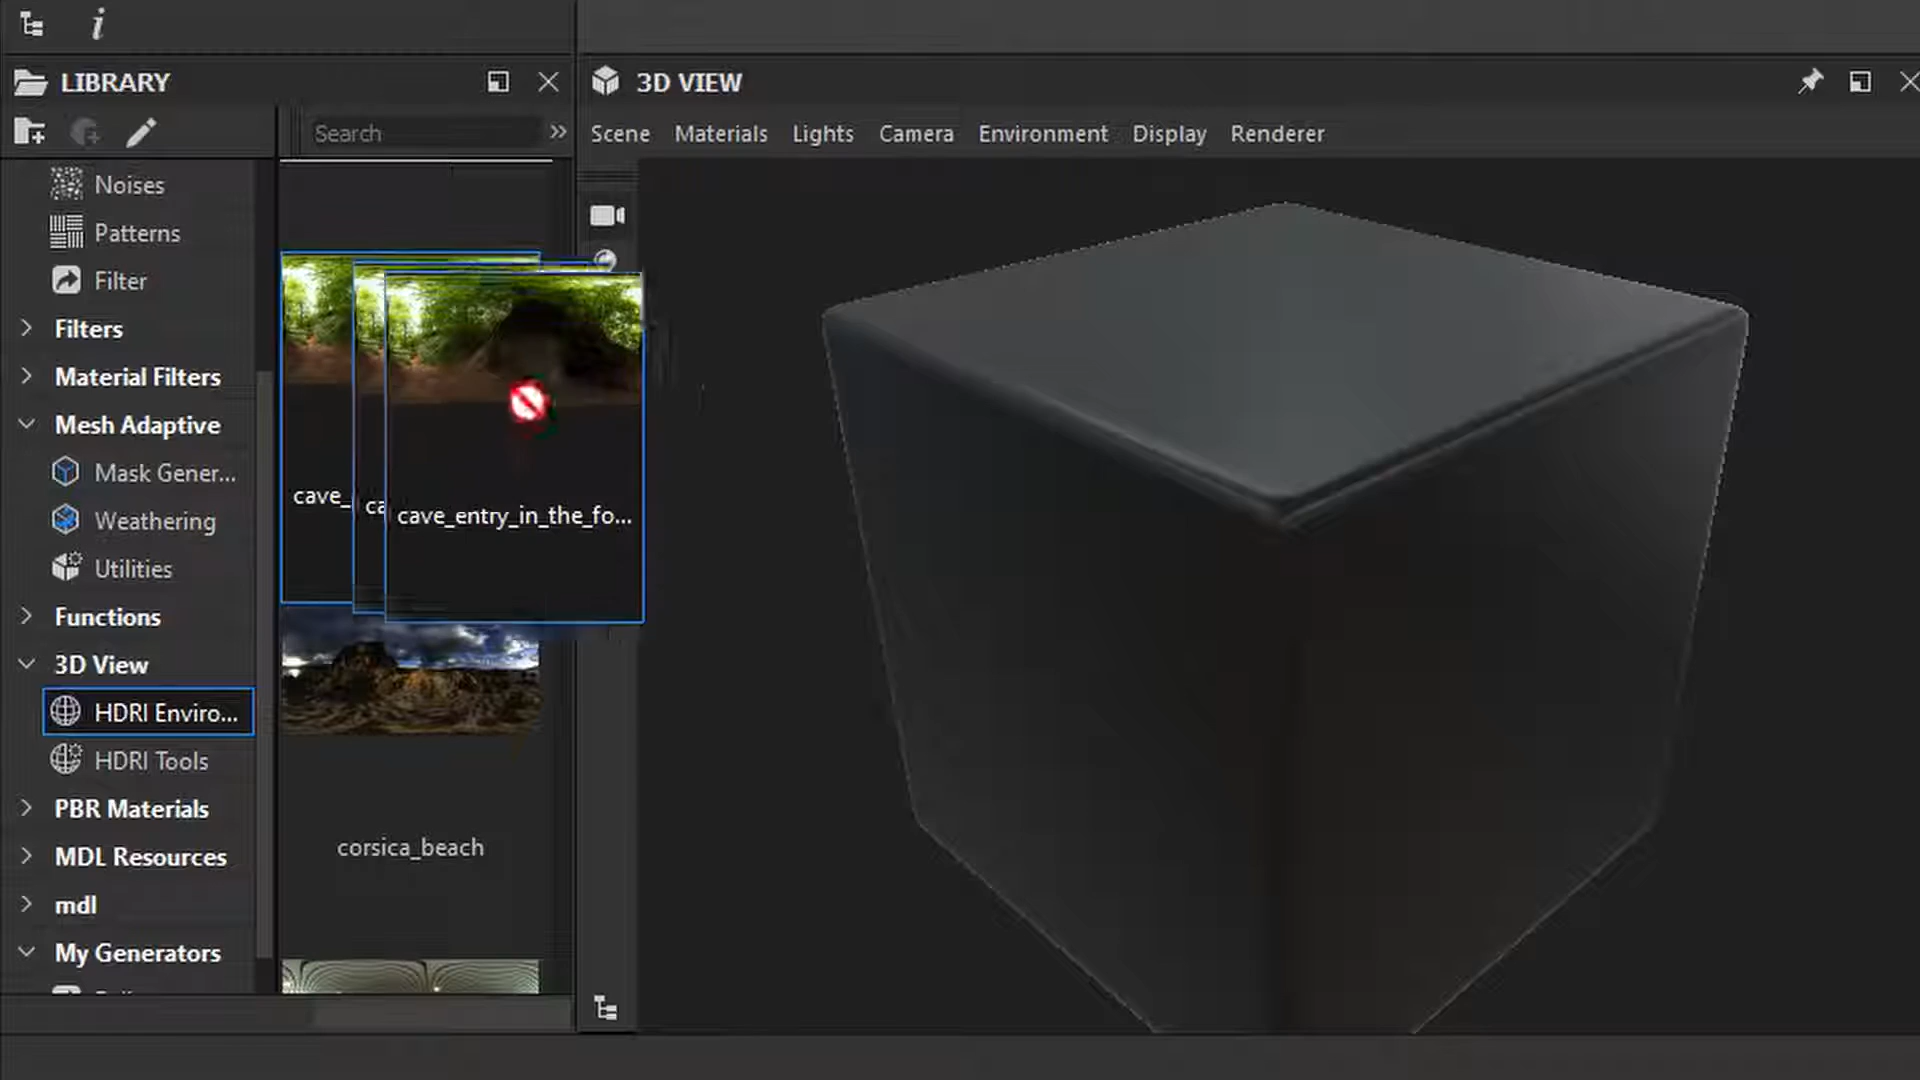 LIBRARY
Search
Noises
Patterns
Filter
Filters
Material Filters
Mesh Adaptive
Mask Gener...
Weathering
Utilities
Functions
3D View
HDRI Enviro...
HDRI Tools
PBR Materials
MDL Resources
mdl
My Generators
cave_
ca
cave_entry_in_the_fo...
corsica_beach
3D VIEW
Scene Materials Lights Camera Environment Display Renderer